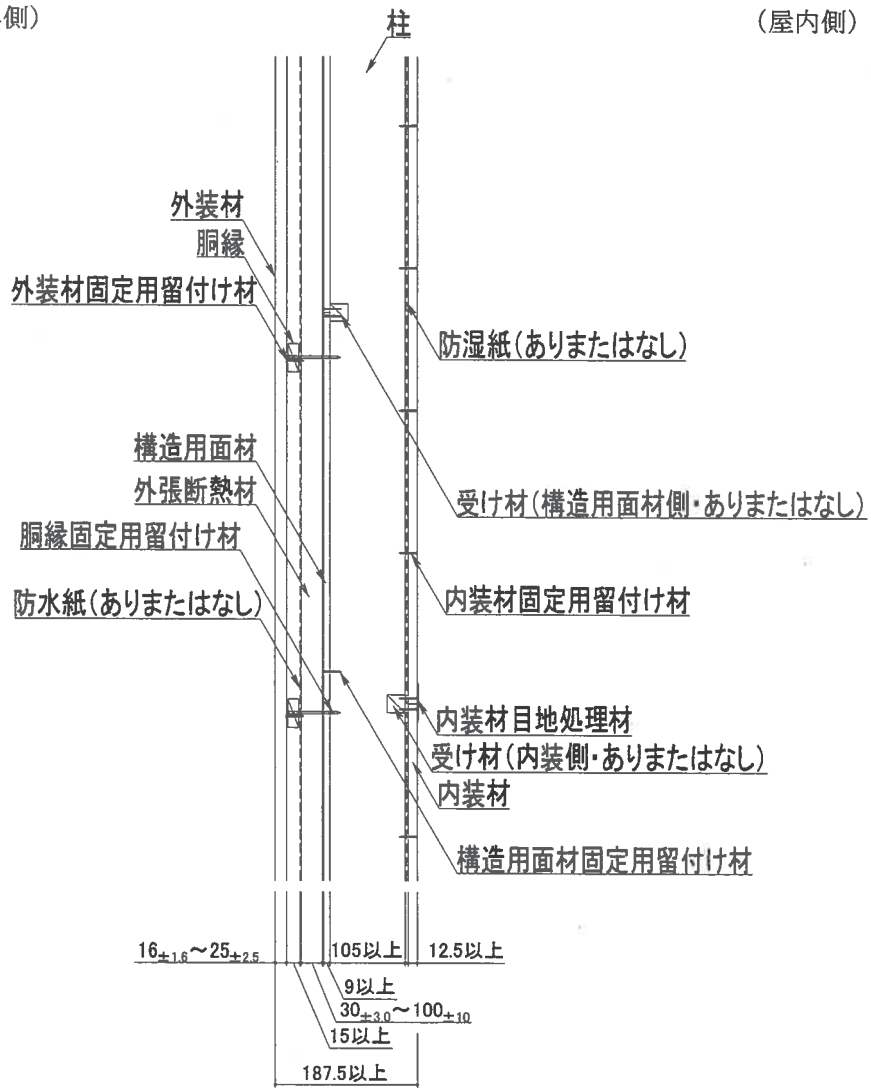 側)
柱
(屋内側)
外装材
胴縁
外装材固定用留付け材
防湿紙(ありまたはなし)
構造用面材
外張断熱材
受け材(構造用面材側・ありまたはなし)
胴縁固定用留付け材
内装材固定用留付け材
防水紙(ありまたはなし)
内装材目地処理材
受け材(内装側・ありまたはなし)
内装材
構造用面材固定用留付け材
16±1.6～25±2.5
105以上
12.5以上
9以上
30±3.0～100±10
15以上
187.5以上